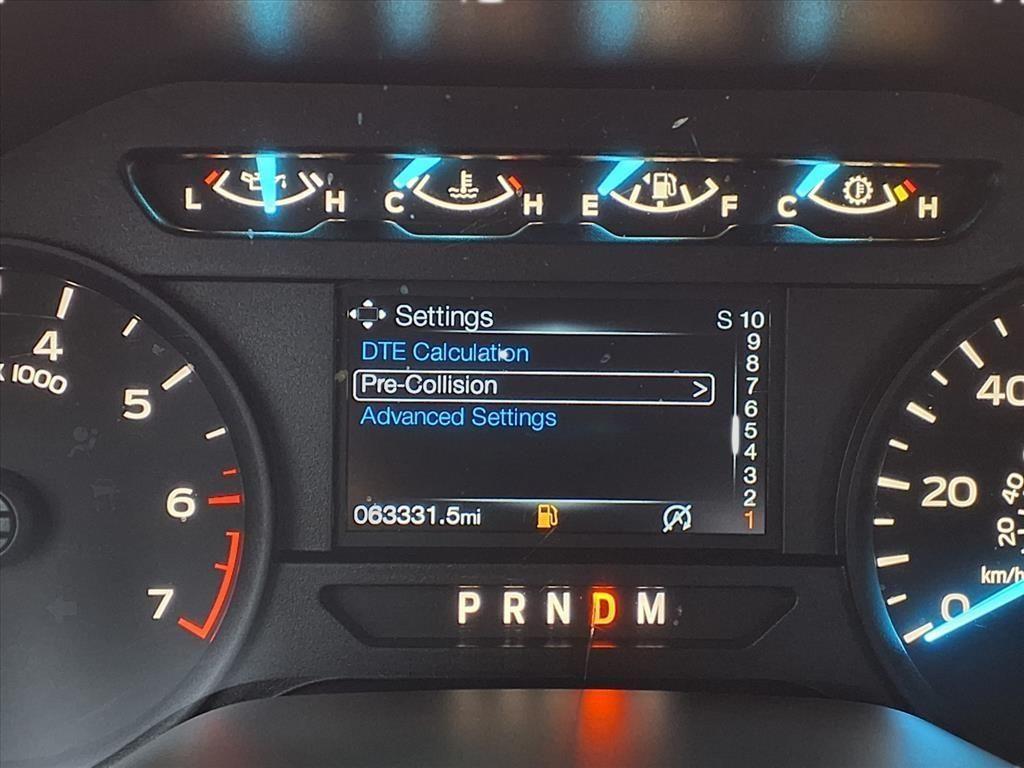 L H C H E F C H
Settings
S 10
DTE Calculation
9
8
Pre-Collision >
7
6
Advanced Settings
5
4
3
2
063331.5mi
1
P R N D M
4
X 1000
5
6
7
40
20
0
40
20
km/h